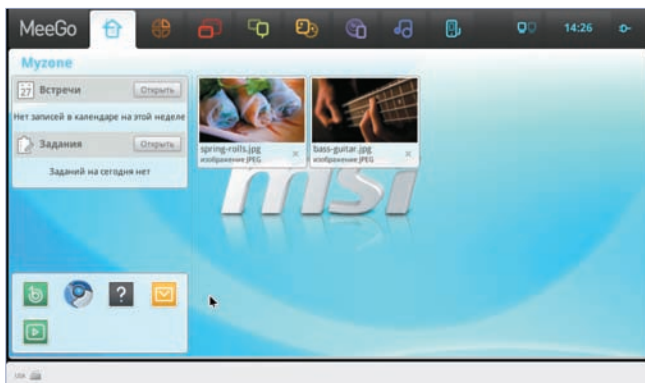 MeeGo
14:26
Myzone
27
Встречи
Открыть
Нет записей в календаре на этой неделе
Задания
Открыть
Заданий на сегодня нет
spring-rolls.jpg
изображение JPEG
bass-guitar.jpg
изображение JPEG
msi
?
USA